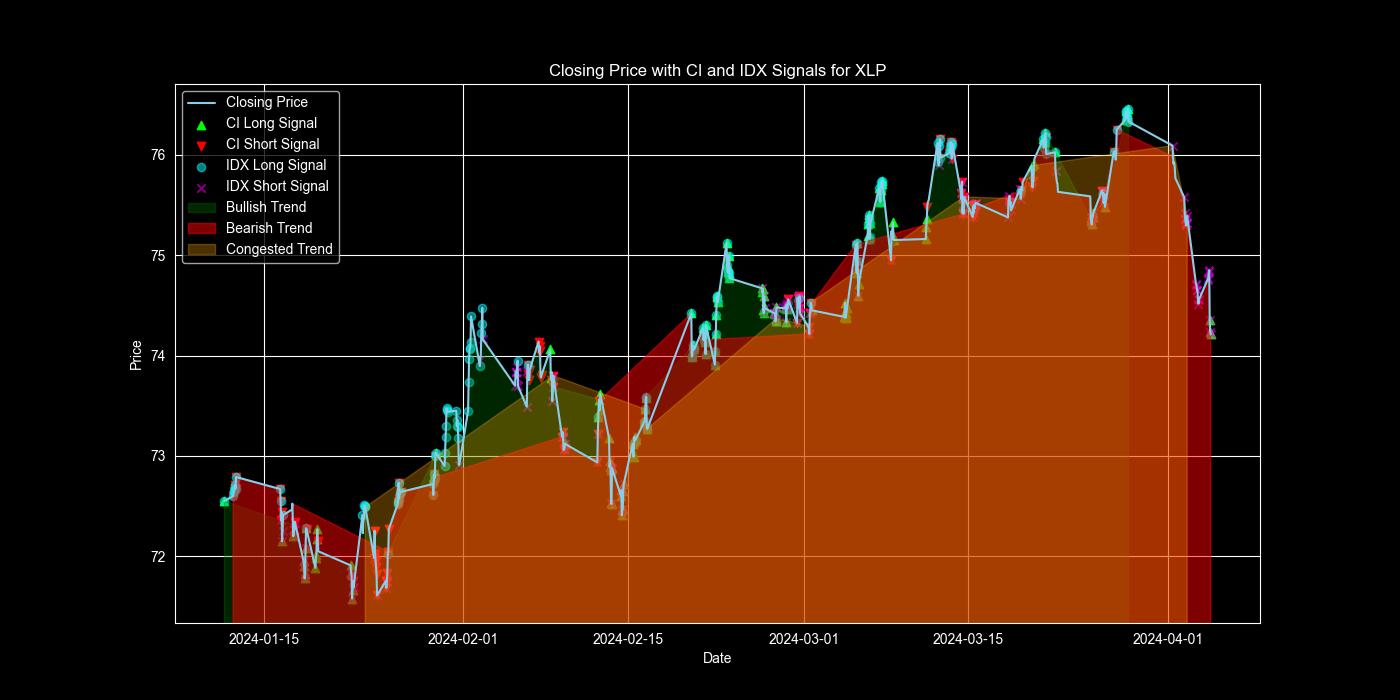 Closing Price with CI and IDX Signals for XLP
Closing Price
CI Long Signal
CI Short Signal
IDX Long Signal
IDX Short Signal
Bullish Trend
Bearish Trend
Congested Trend
Price
76
75
74
73
72
2024-01-15
2024-02-01
2024-02-15
2024-03-01
2024-03-15
2024-04-01
Date